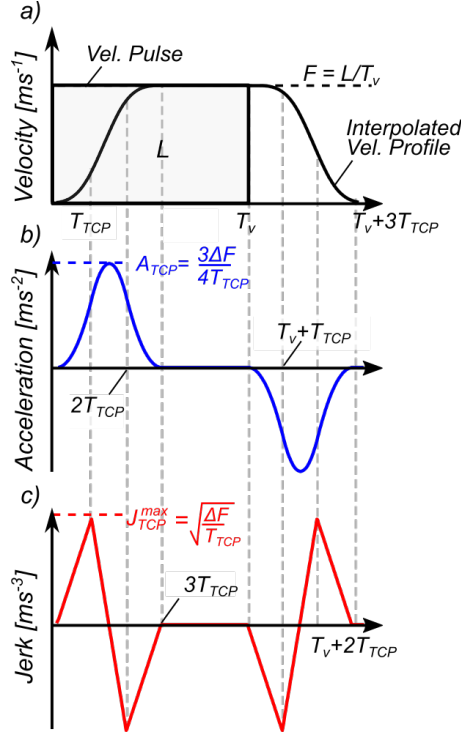 a)
Vel. Pulse
F = L/Tᵥ
Velocity [ms⁻¹]
L
Interpolated
Vel. Profile
T_TCP
Tᵥ
Tᵥ+3T_TCP
b)
A_TCP = 3ΔF/4T_TCP
Acceleration [ms⁻²]
Tᵥ+T_TCP
2T_TCP
c)
J_TCP^max = √(ΔF/T_TCP)
Jerk [ms⁻³]
3T_TCP
Tᵥ+2T_TCP